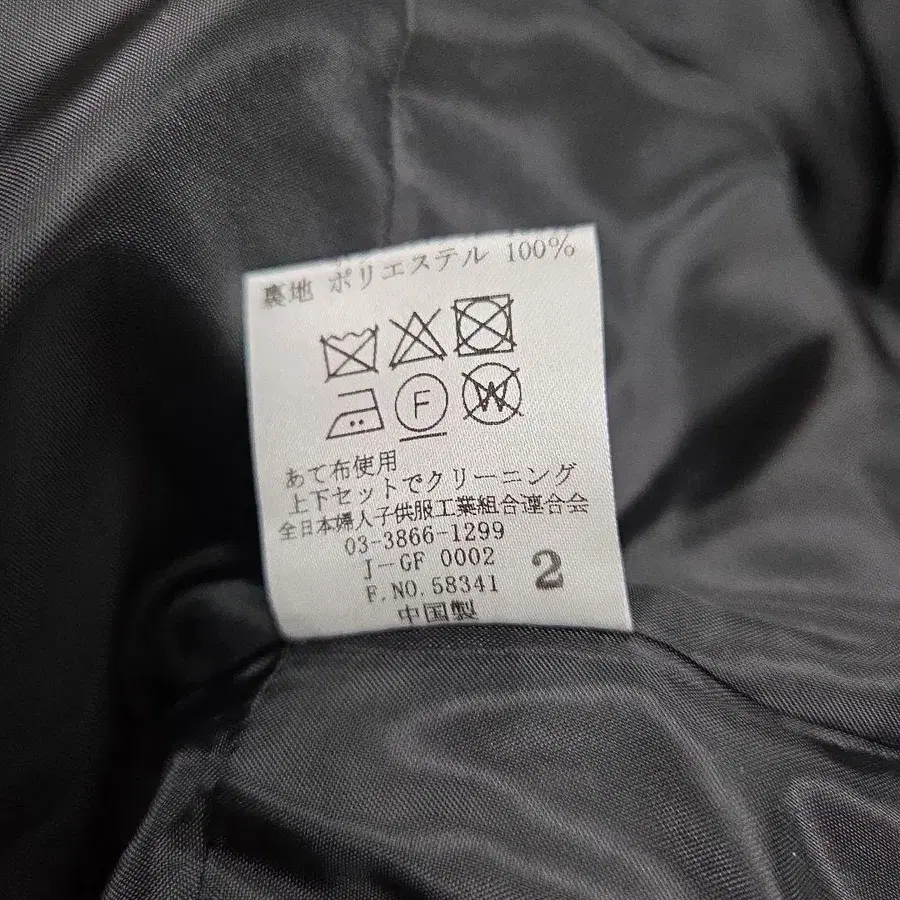 裏地 ポリエステル 100%
F W
あて布使用
上下セットでクリーニング
全日本婦人子供服工業組合連合会
03-3866-1299
J-GF 0002
2
F.NO.58341
中国製